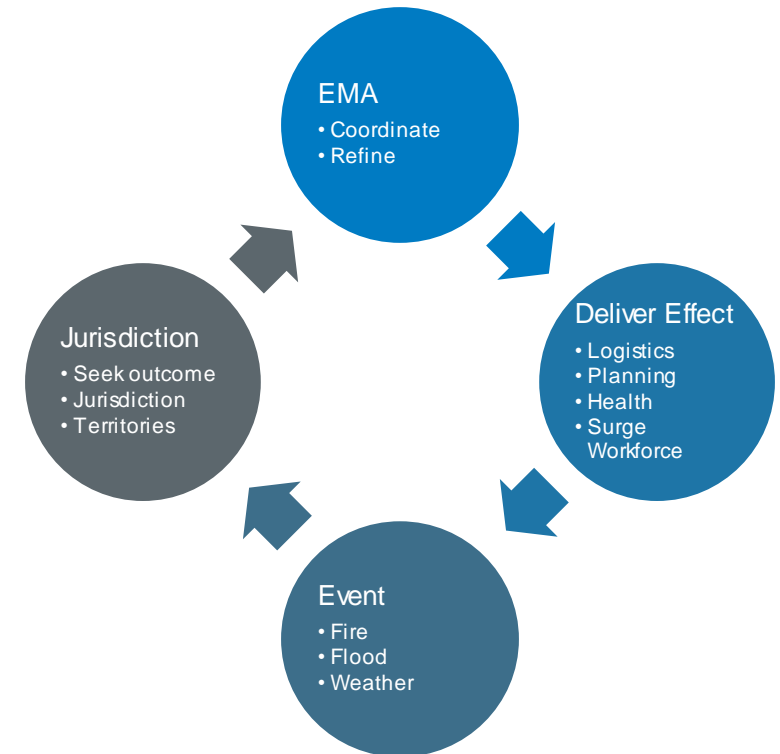 EMA
• Coordinate
• Refine
Deliver Effect
• Logistics
• Planning
• Health
• Surge
Workforce
Event
• Fire
• Flood
• Weather
Jurisdiction
• Seek outcome
• Jurisdiction
• Territories